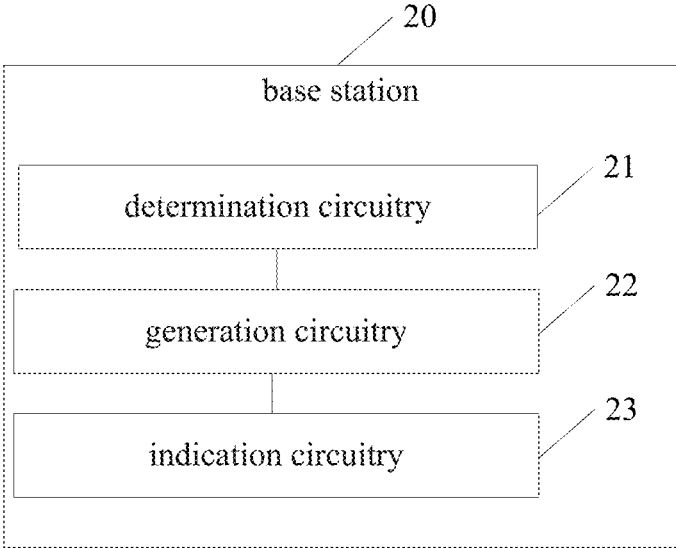 20
base station
21
determination circuitry
22
generation circuitry
23
indication circuitry